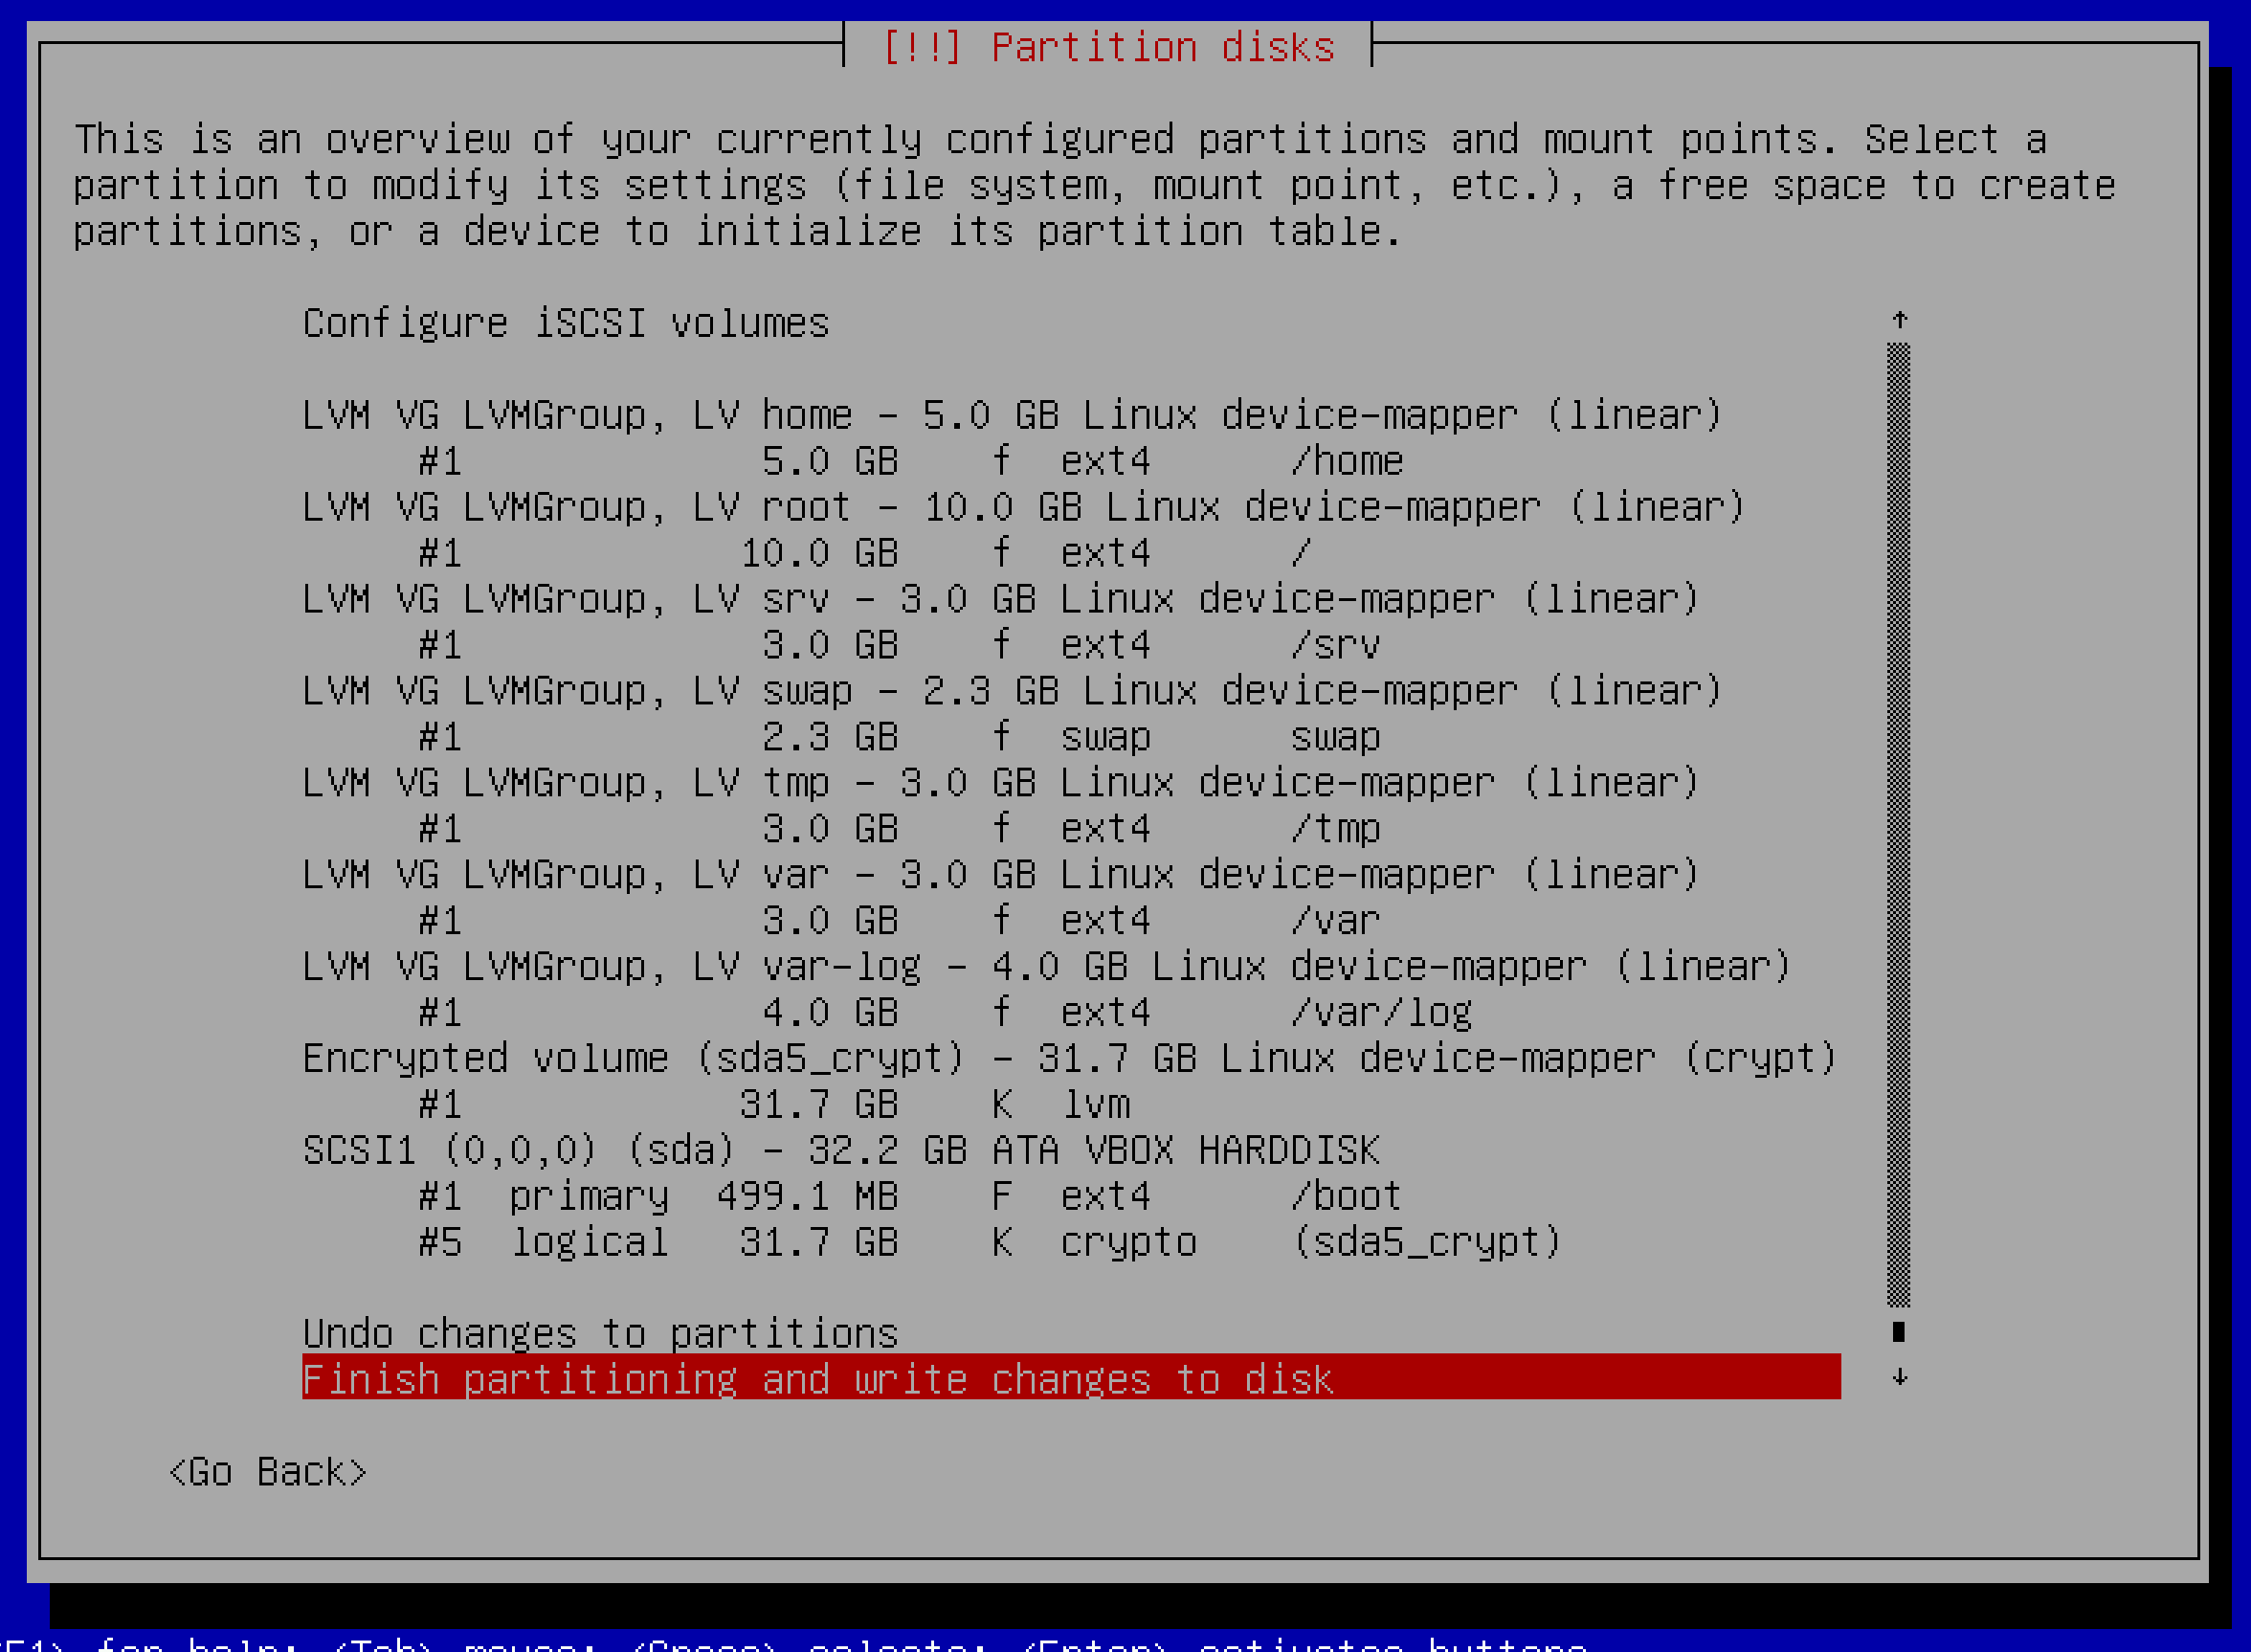 [!!] Partition disks
This is an overview of your currently configured partitions and mount points. Select a
partition to modify its settings (file system, mount point, etc.), a free space to create
partitions, or a device to initialize its partition table.
Configure iSCSI volumes
LVM VG LVMGroup, LV home - 5.0 GB Linux device-mapper (linear)
#1 5.0 GB f ext4 /home
LVM VG LVMGroup, LV root - 10.0 GB Linux device-mapper (linear)
#1 10.0 GB f ext4 /
LVM VG LVMGroup, LV srv - 3.0 GB Linux device-mapper (linear)
#1 3.0 GB f ext4 /srv
LVM VG LVMGroup, LV swap - 2.3 GB Linux device-mapper (linear)
#1 2.3 GB f swap swap
LVM VG LVMGroup, LV tmp - 3.0 GB Linux device-mapper (linear)
#1 3.0 GB f ext4 /tmp
LVM VG LVMGroup, LV var - 3.0 GB Linux device-mapper (linear)
#1 3.0 GB f ext4 /var
LVM VG LVMGroup, LV var-log - 4.0 GB Linux device-mapper (linear)
#1 4.0 GB f ext4 /var/log
Encrypted volume (sda5_crypt) - 31.7 GB Linux device-mapper (crypt)
#1 31.7 GB K lvm
SCSI1 (0,0,0) (sda) - 32.2 GB ATA VBOX HARDDISK
#1 primary 499.1 MB F ext4 /boot
#5 logical 31.7 GB K crypto (sda5_crypt)
Undo changes to partitions
Finish partitioning and write changes to disk
<Go Back>
F1> for help; <Tab> moves; <Space> selects; <Enter> activates buttons